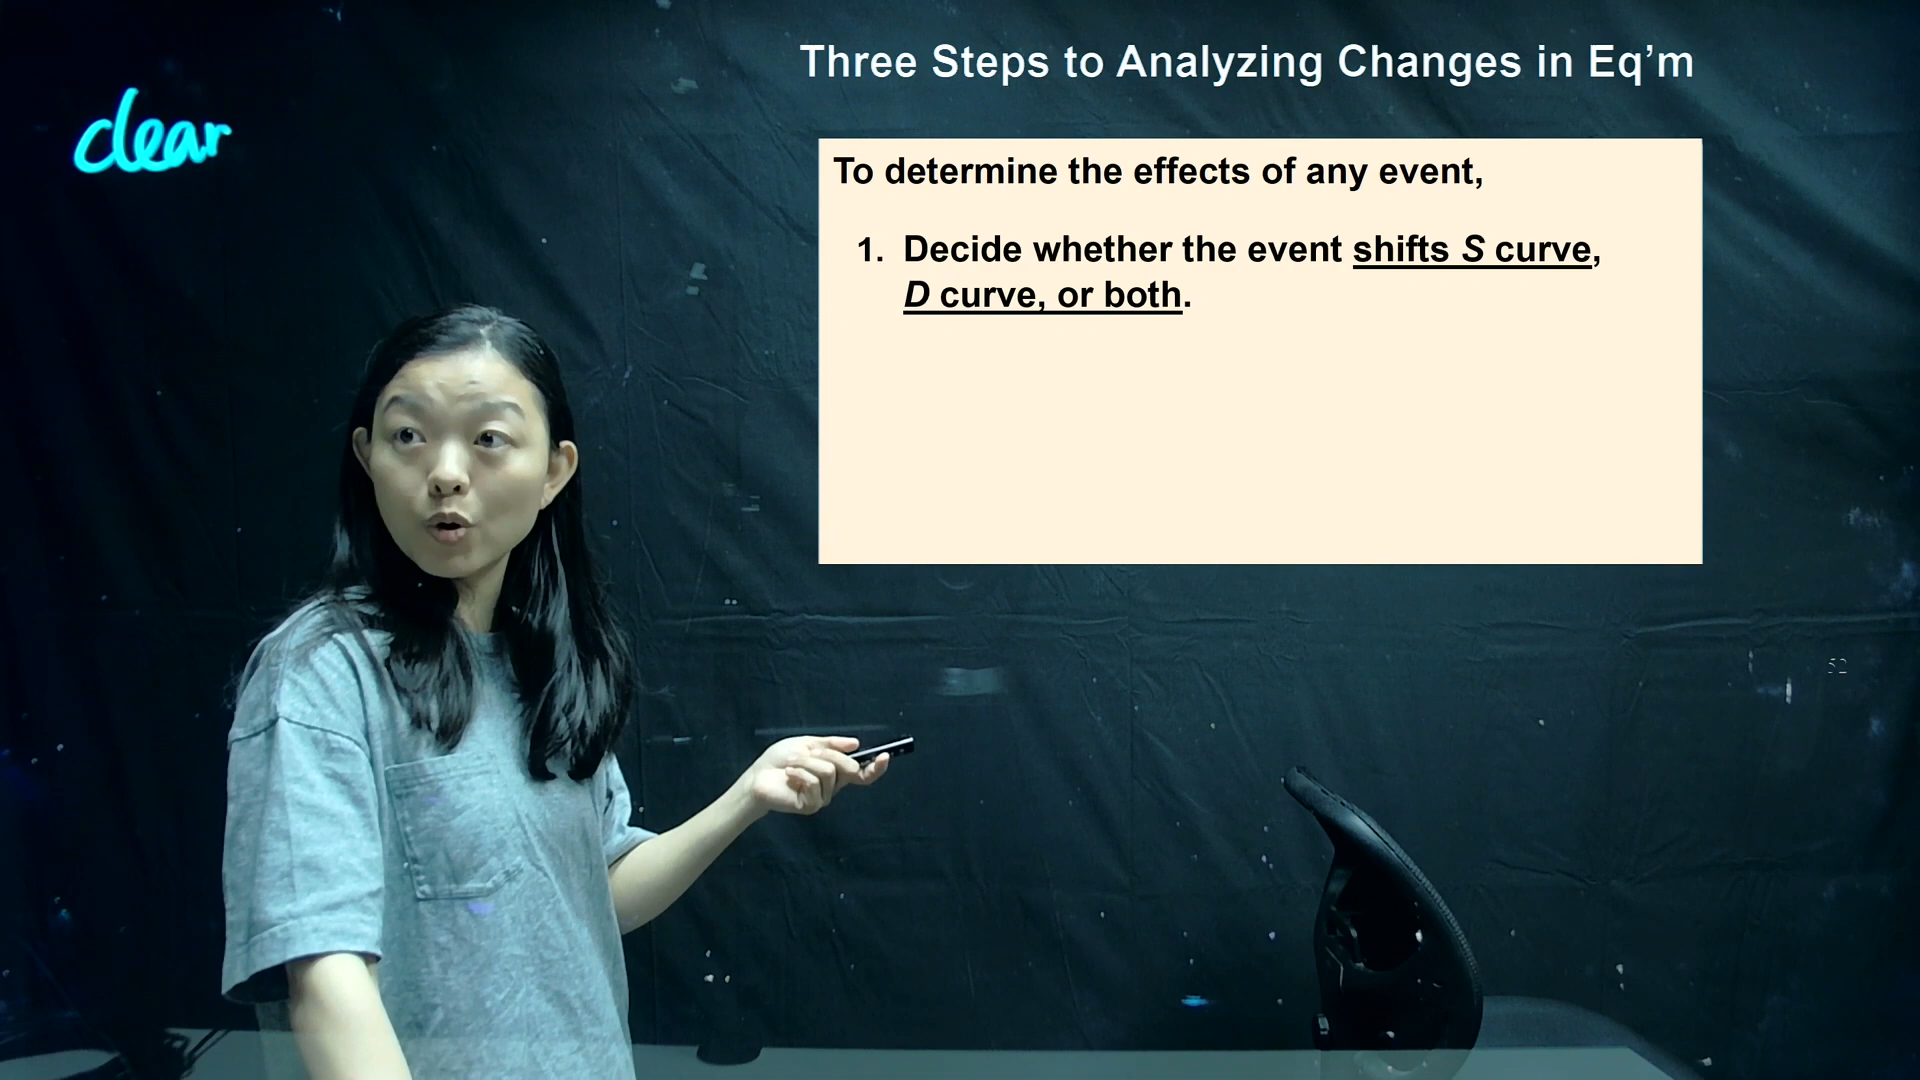 Three Steps to Analyzing Changes in Eq’m
clear
To determine the effects of any event,
1. Decide whether the event shifts S curve,
D curve, or both.
52